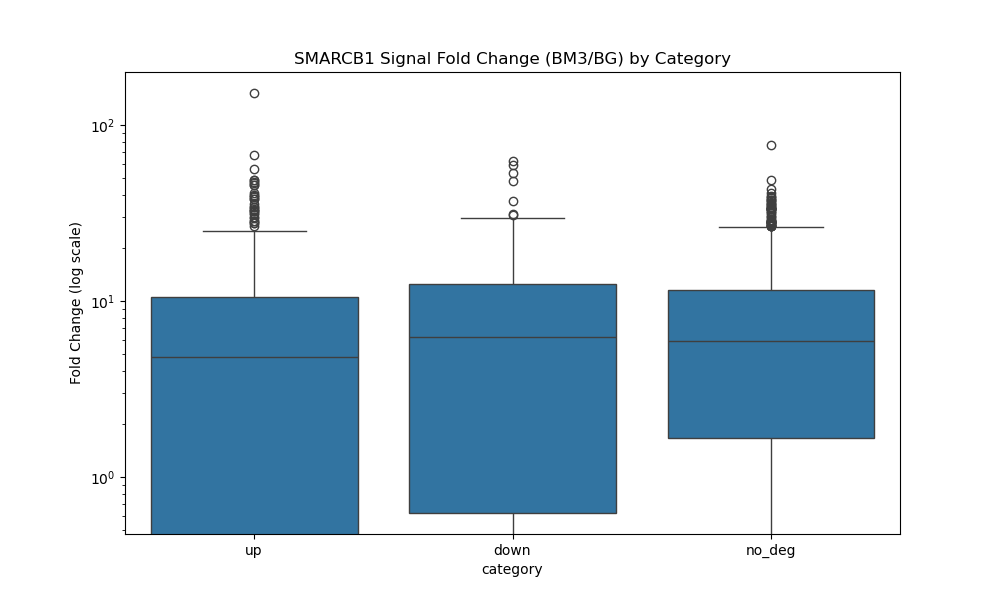 SMARCB1 Signal Fold Change (BM3/BG) by Category
Fold Change (log scale)
10²
10¹
10⁰
up down no_deg
category